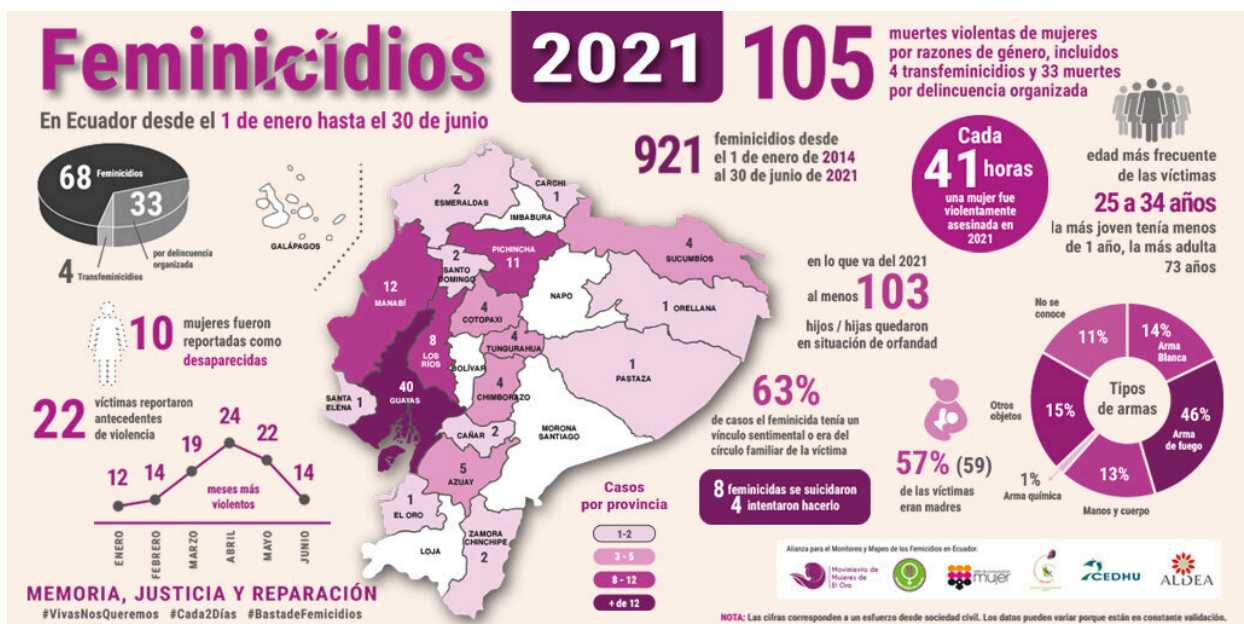 Feminicidios
2021
En Ecuador desde el 1 de enero hasta el 30 de junio
105
muertes violentas de mujeres
por razones de género, incluidos
4 transfeminicidios y 33 muertes
por delincuencia organizada
68 Feminicidios
33
por delincuencia
organizada
4 Transfeminicidios
GALÁPAGOS
921
feminicidios desde
el 1 de enero de 2014
al 30 de junio de 2021
Cada
41 horas
una mujer fue
violentamente
asesinada en
2021
edad más frecuente
de las víctimas
25 a 34 años
la más joven tenía menos
de 1 año, la más adulta
73 años
10
mujeres fueron
reportadas como
desaparecidas
22
víctimas reportaron
antecedentes
de violencia
12
14
19
24
22
14
meses más
violentos
ENERO
FEBRERO
MARZO
ABRIL
MAYO
JUNIO
2
ESMERALDAS
CARCHI
1
IMBABURA
PICHINCHA
11
4
SUCUMBÍOS
2
SANTO
DOMINGO
12
MANABÍ
NAPO
1 ORELLANA
4
COTOPAXI
8
LOS
RÍOS
4
TUNGURAHUA
BOLÍVAR
1
PASTAZA
40
GUAYAS
4
CHIMBORAZO
SANTA
ELENA
1
MORONA
SANTIAGO
CAÑAR 2
5
AZUAY
1
EL ORO
LOJA
ZAMORA
CHINCHIPE
2
en lo que va del 2021
al menos 103
hijos / hijas quedaron
en situación de orfandad
63%
de casos el feminicida tenía un
vínculo sentimental o era del
círculo familiar de la víctima
8 feminicidas se suicidaron
4 intentaron hacerlo
57% (59)
de las víctimas
eran madres
Tipos
de armas
No se
conoce
11%
14%
Arma
Blanca
46%
Arma
de fuego
13%
Manos y cuerpo
1%
Arma química
15%
Otros
objetos
Casos
por provincia
1-2
3 - 5
8 - 12
+ de 12
Alianza para el Monitoreo y Mapeo de los Femicidios en Ecuador.
Movimiento
de Mujeres
de El Oro
mujer
CEDHU
ALDEA
MEMORIA, JUSTICIA Y REPARACIÓN
#VivasNosQueremos #Cada2Días #BastadeFemicidios
NOTA: Las cifras corresponden a un esfuerzo desde sociedad civil. Los datos pueden variar porque están en constante validación.